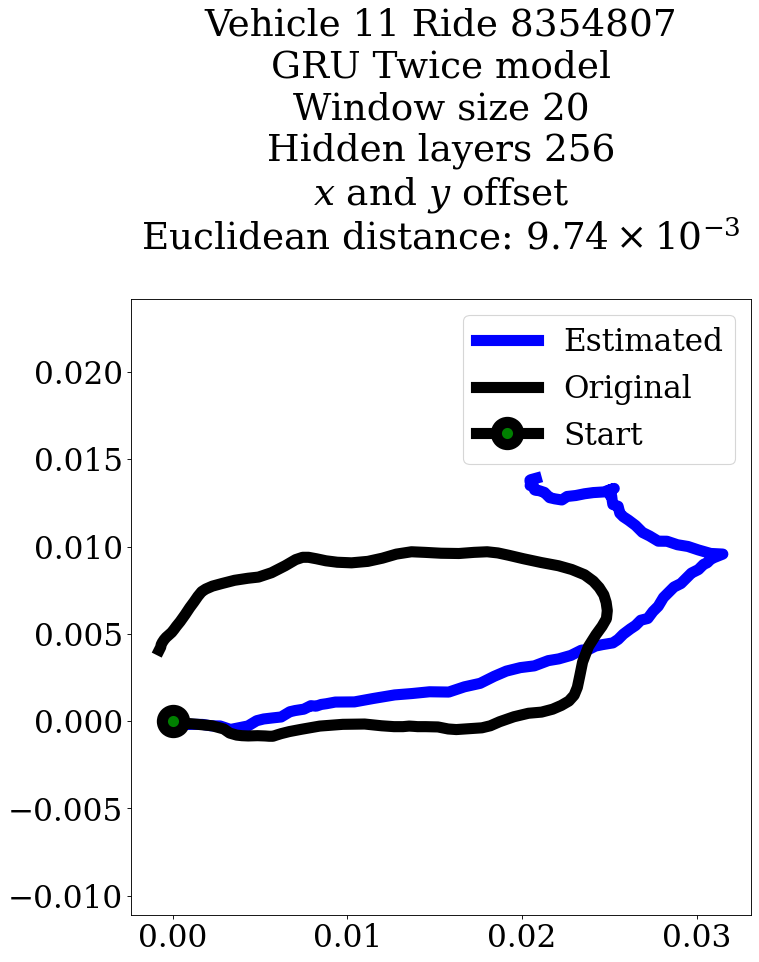 Vehicle 11 Ride 8354807
GRU Twice model
Window size 20
Hidden layers 256
x and y offset
Euclidean distance: 9.74 × 10⁻³
Estimated
Original
Start
0.020
0.015
0.010
0.005
0.000
−0.005
−0.010
0.00 0.01 0.02 0.03